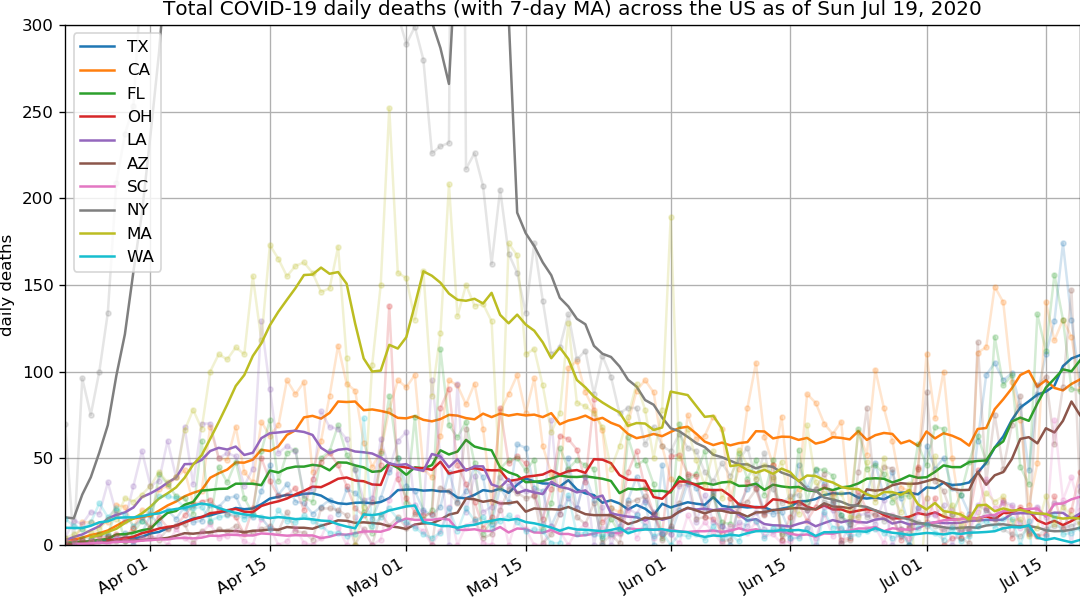 Total COVID-19 daily deaths (with 7-day MA) across the US as of Sun Jul 19, 2020
300
250
200
150
100
50
0
daily deaths
TX
CA
FL
OH
LA
AZ
SC
NY
MA
WA
Apr 01
Apr 15
May 01
May 15
Jun 01
Jun 15
Jul 01
Jul 15